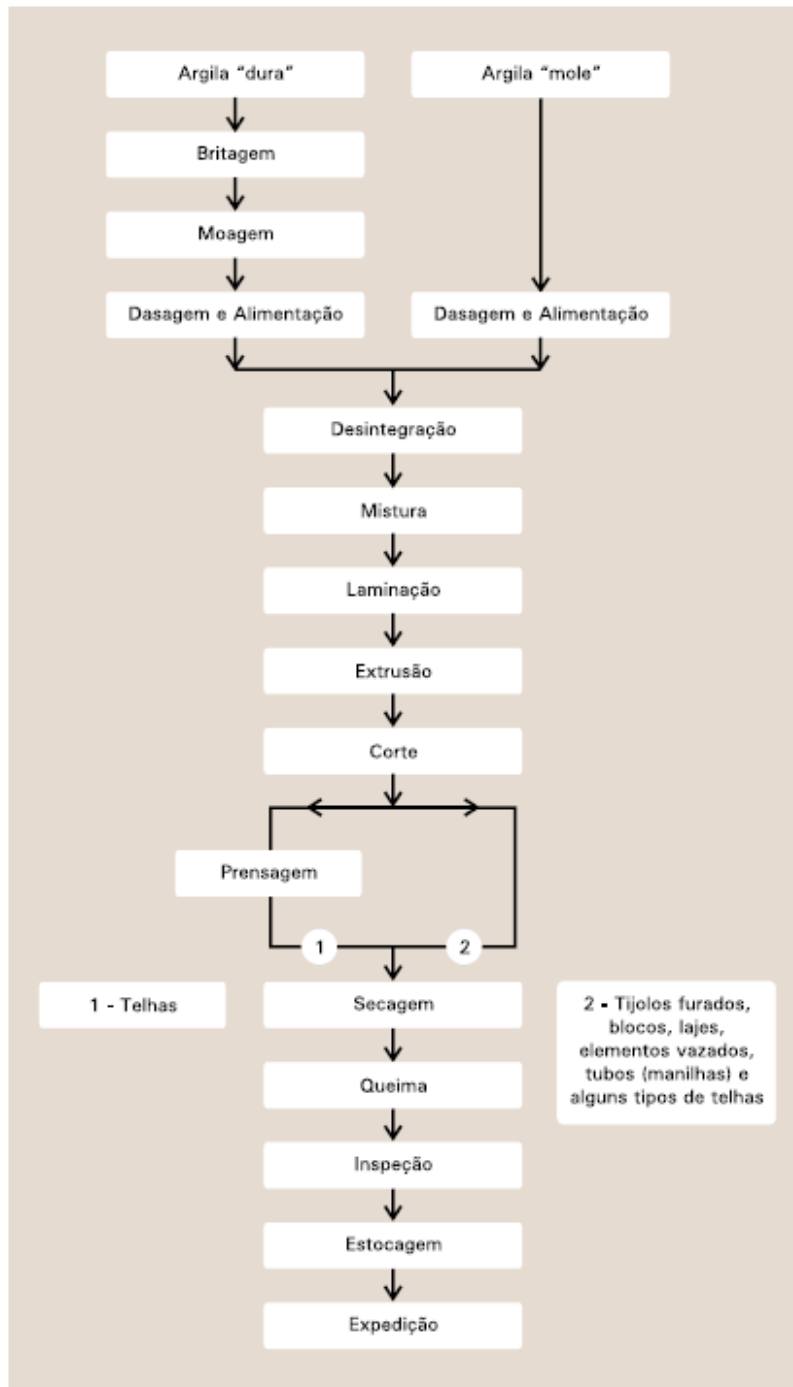 Argila “dura”
Argila “mole”
Britagem
Moagem
Dasagem e Alimentação
Dasagem e Alimentação
Desintegração
Mistura
Laminação
Extrusão
Corte
Prensagem
1
2
1 - Telhas
Secagem
2 - Tijolos furados,
blocos, lajes,
elementos vazados,
tubos (manilhas) e
alguns tipos de telhas
Queima
Inspeção
Estocagem
Expedição